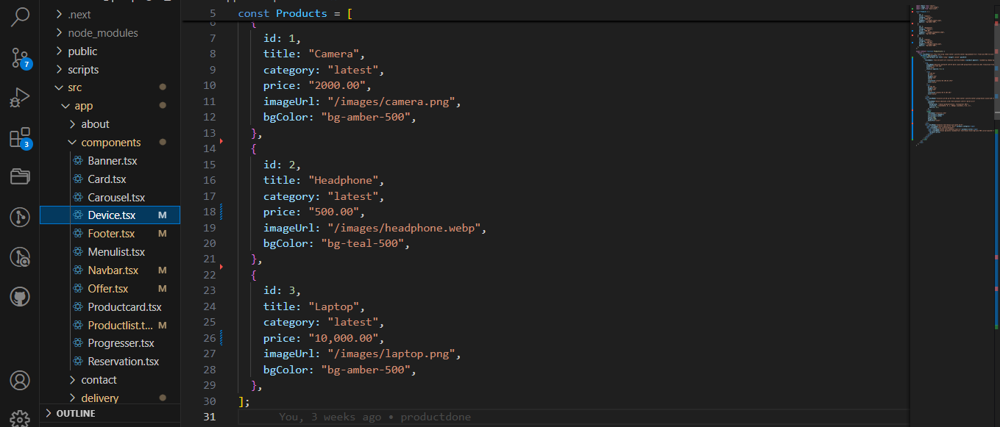 .next
node_modules
public
scripts
src
app
about
components
Banner.tsx
Card.tsx
Carousel.tsx
Device.tsx M
Footer.tsx M
Menulist.tsx
Navbar.tsx M
Offer.tsx M
Productcard.tsx
Productlist.t... M
Progresser.tsx
Reservation.tsx
contact
delivery
OUTLINE
7
3
5 const Products = [
6 {
7 id: 1,
8 title: "Camera",
9 category: "latest",
10 price: "2000.00",
11 imageUrl: "/images/camera.png",
12 bgColor: "bg-amber-500",
13 },
14 {
15 id: 2,
16 title: "Headphone",
17 category: "latest",
18 price: "500.00",
19 imageUrl: "/images/headphone.webp",
20 bgColor: "bg-teal-500",
21 },
22 {
23 id: 3,
24 title: "Laptop",
25 category: "latest",
26 price: "10,000.00",
27 imageUrl: "/images/laptop.png",
28 bgColor: "bg-amber-500",
29 },
30 ];
31 You, 3 weeks ago • productdone